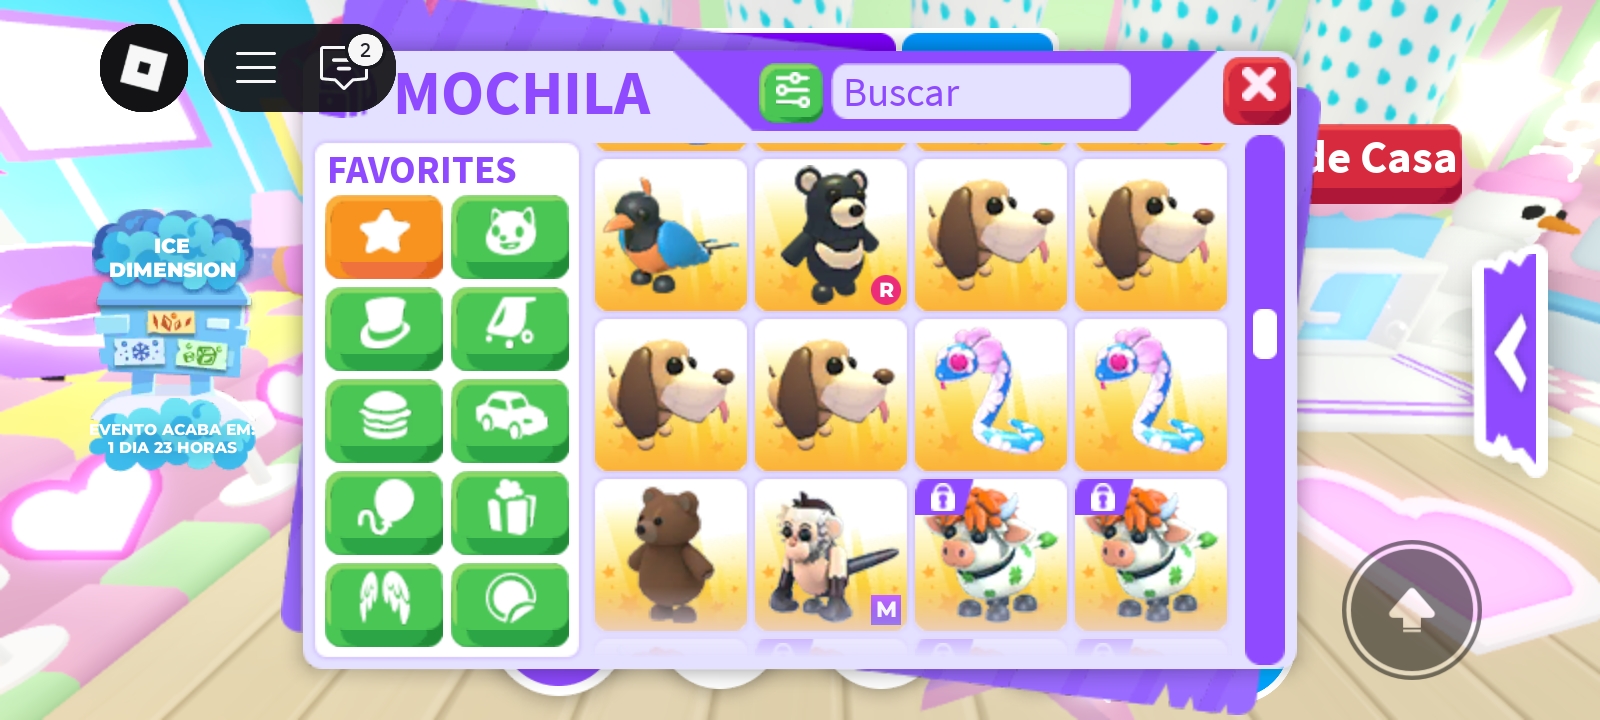 2
MOCHILA
Buscar
de Casa
FAVORITES
ICE
DIMENSION
R
EVENTO ACABA EM:
1 DIA 23 HORAS
M